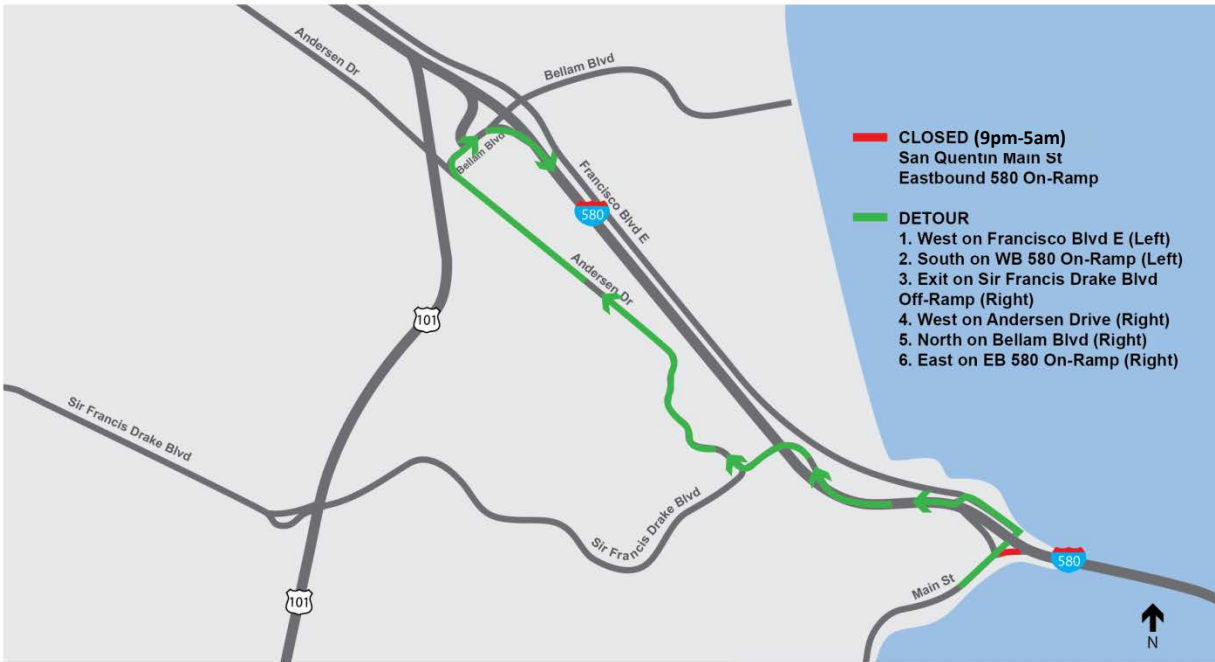 Andersen Dr
Bellam Blvd
Bellam Blvd
Francisco Blvd E
580
Andersen Dr
101
Sir Francis Drake Blvd
Sir Francis Drake Blvd
101
Main St
580
N
CLOSED (9pm-5am)
San Quentin Main St
Eastbound 580 On-Ramp
DETOUR
1. West on Francisco Blvd E (Left)
2. South on WB 580 On-Ramp (Left)
3. Exit on Sir Francis Drake Blvd
Off-Ramp (Right)
4. West on Andersen Drive (Right)
5. North on Bellam Blvd (Right)
6. East on EB 580 On-Ramp (Right)